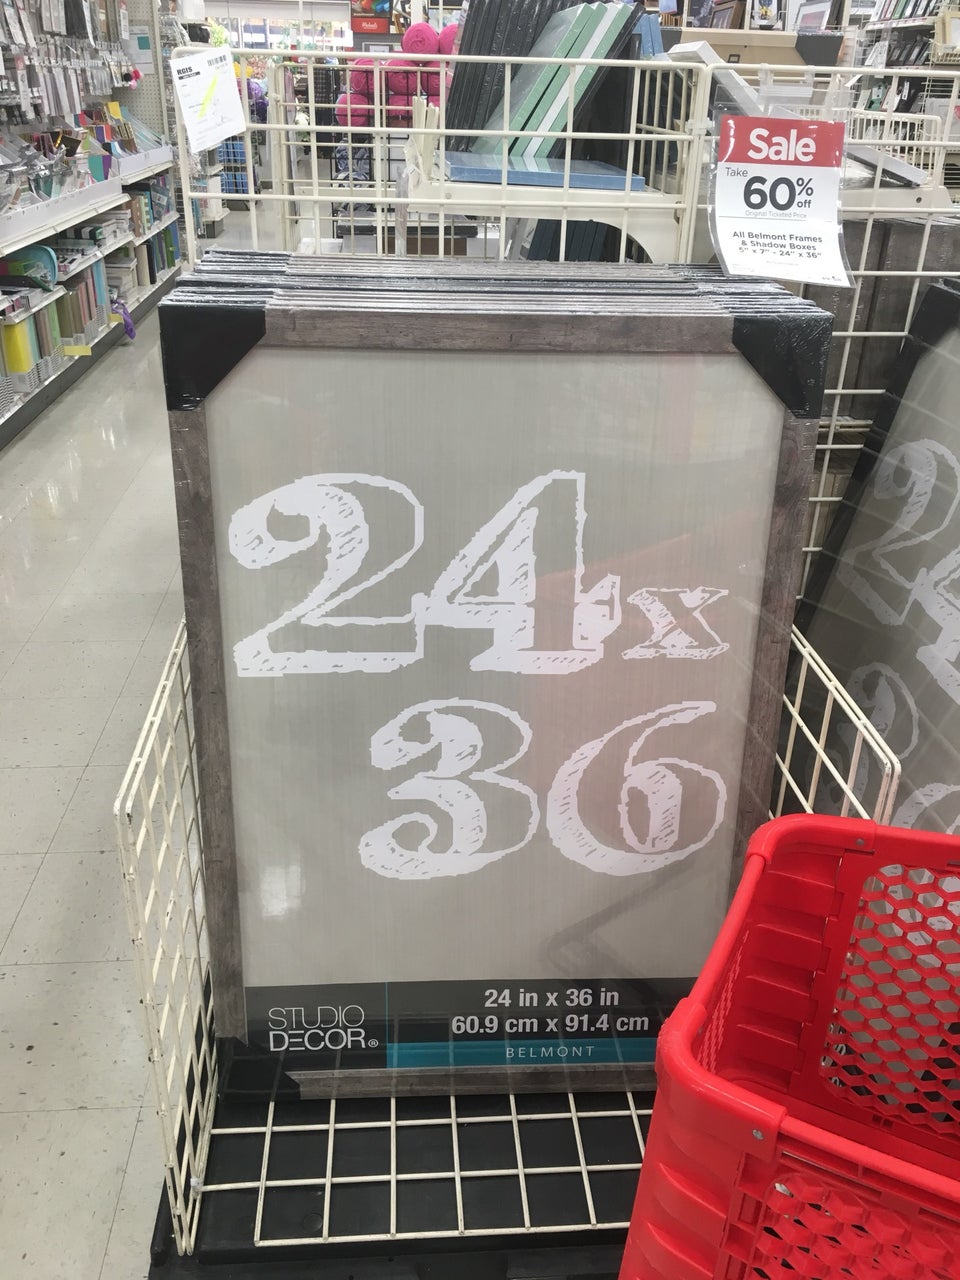 RGIS
Sale
Take
60% off
Original Ticketed Price
All Belmont Frames
& Shadow Boxes
5" x 7" - 24" x 36"
24x
36
STUDIO
DECOR®
24 in x 36 in
60.9 cm x 91.4 cm
BELMONT